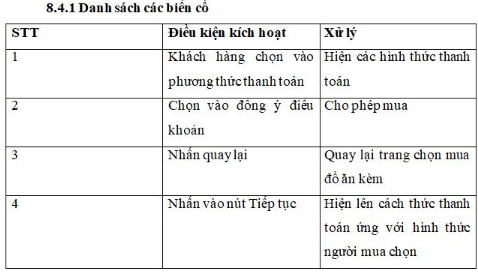 8.4.1 Danh sách các biến cố
STT Điều kiện kích hoạt Xử lý
1 Khách hàng chọn vào Hiện các hình thức thanh
phương thức thanh toán toán
2 Chọn vào đông ý điêu Cho phép mua
khoản
3 Nhấn quay lại Quay lại trang chọn mua
đồ ăn kèm
4 Nhấn vào nút Tiếp tục Hiện lên cách thức thanh
toán ứng với hình thức
người mua chọn